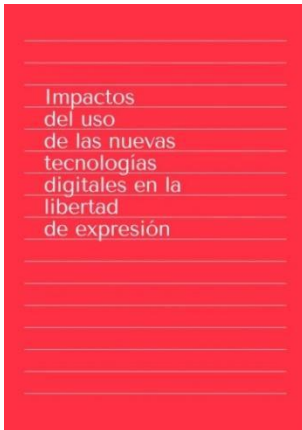 Impactos
del uso
de las nuevas
tecnologías
digitales en la
libertad
de expresión